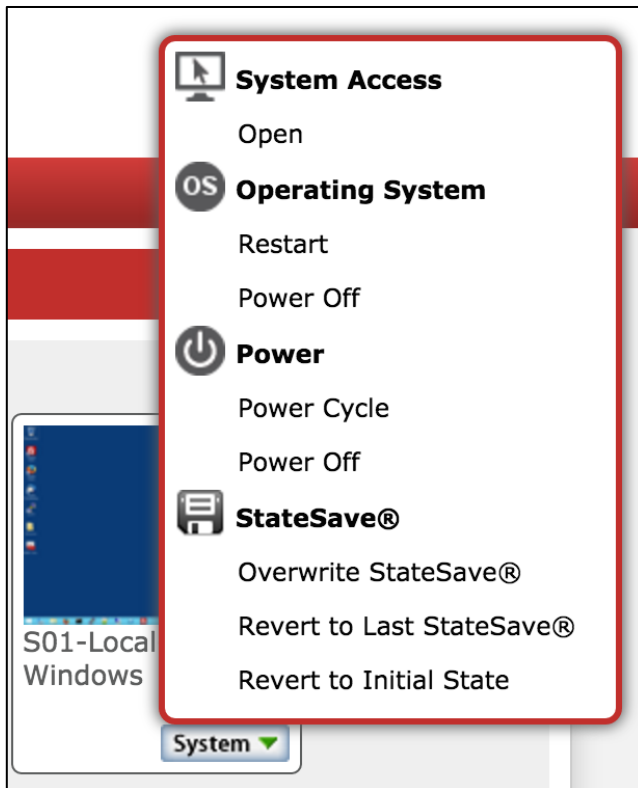 System Access
Open
OS
Operating System
Restart
Power Off
Power
Power Cycle
Power Off
StateSave®
Overwrite StateSave®
Revert to Last StateSave®
Revert to Initial State
S01-Local
Windows
System